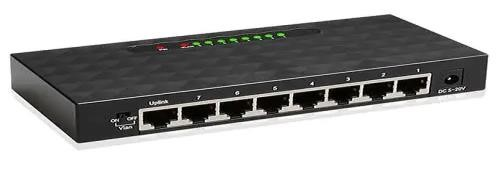 Uplink 7 6 5 4 3 2 1
ON OFF
Vlan
DC 5-20V